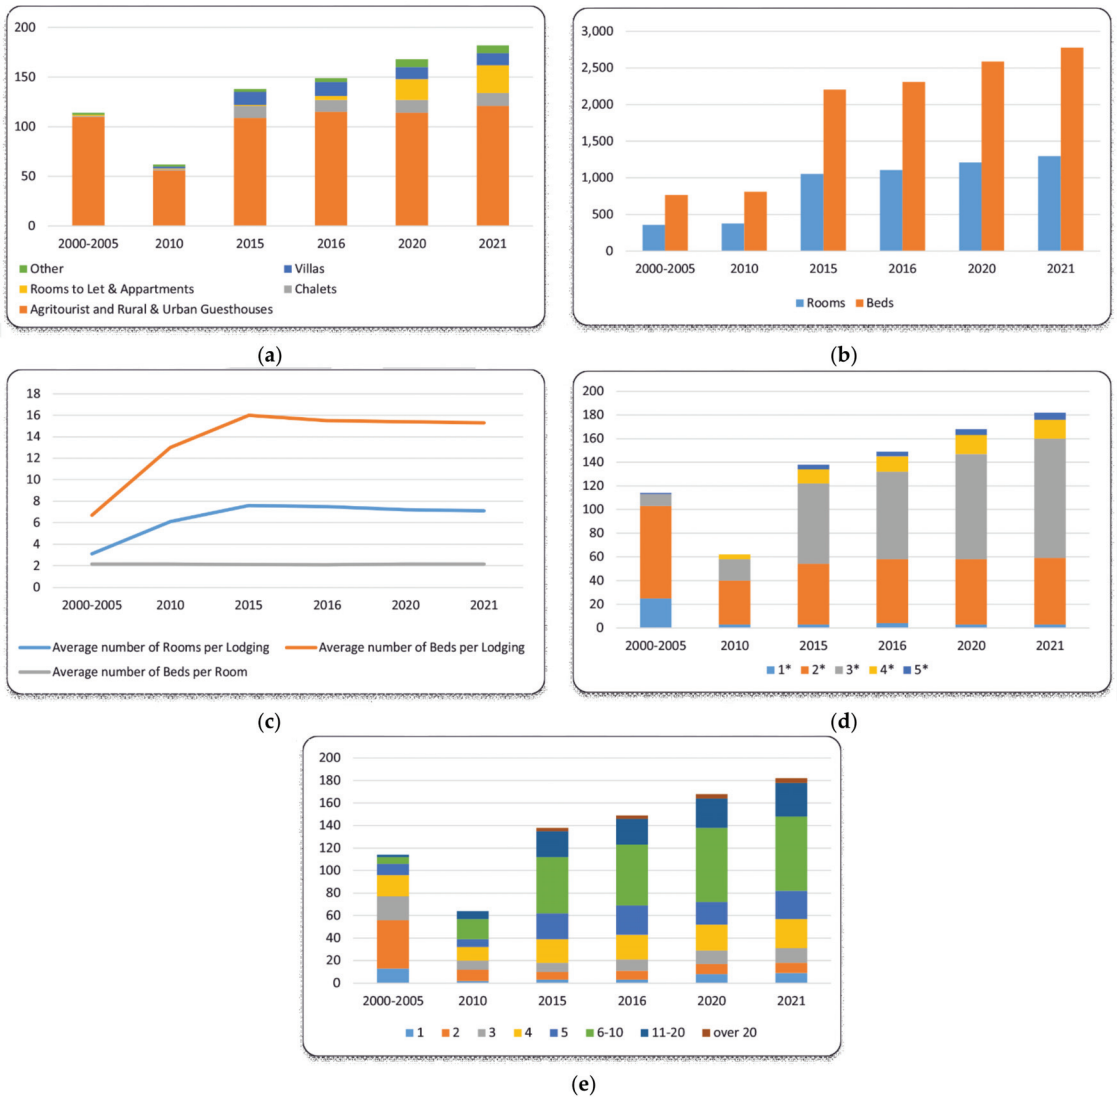 200
150
100
50
0
2000-2005 2010 2015 2016 2020 2021
Other Villas
Rooms to Let & Appartments Chalets
Agritourist and Rural & Urban Guesthouses
(a)
3,000
2,500
2,000
1,500
1,000
500
0
2000-2005 2010 2015 2016 2020 2021
Rooms Beds
(b)
18
16
14
12
10
8
6
4
2
0
2000-2005 2010 2015 2016 2020 2021
Average number of Rooms per Lodging Average number of Beds per Lodging
Average number of Beds per Room
(c)
200
180
160
140
120
100
80
60
40
20
0
2000-2005 2010 2015 2016 2020 2021
1* 2* 3* 4* 5*
(d)
200
180
160
140
120
100
80
60
40
20
0
2000-2005 2010 2015 2016 2020 2021
1 2 3 4 5 6-10 11-20 over 20
(e)